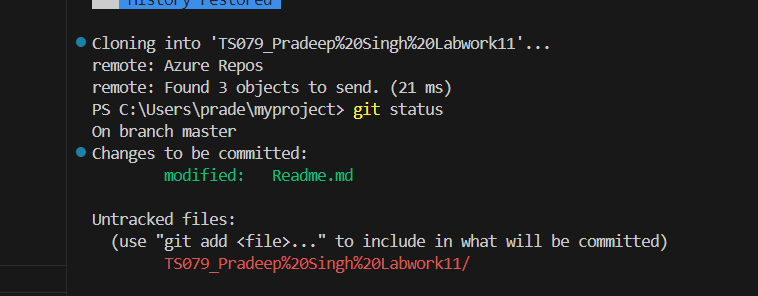 History restored
Cloning into 'TS079_Pradeep%20Singh%20Labwork11'...
remote: Azure Repos
remote: Found 3 objects to send. (21 ms)
PS C:\Users\prade\myproject> git status
On branch master
Changes to be committed:
modified:   Readme.md
Untracked files:
(use "git add <file>..." to include in what will be committed)
TS079_Pradeep%20Singh%20Labwork11/